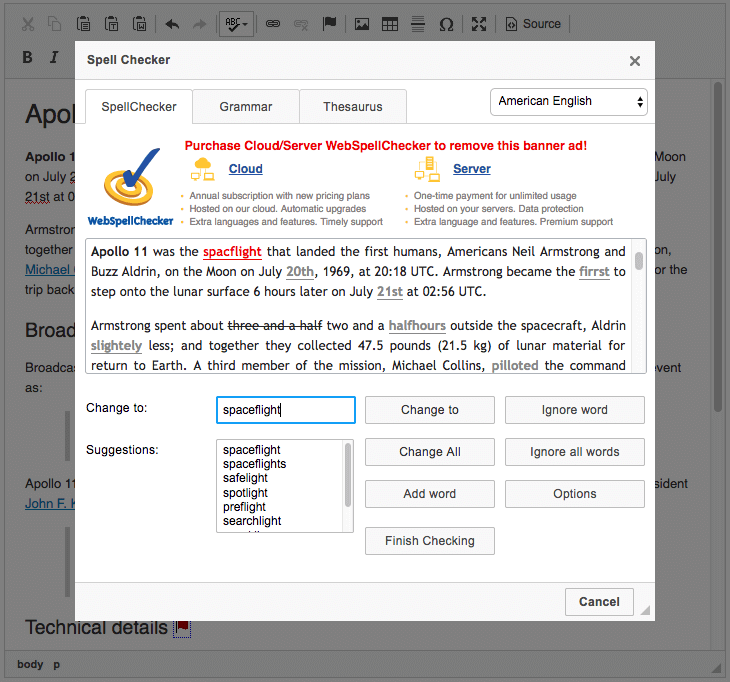 Source
B I
Spell Checker
SpellChecker Grammar Thesaurus
American English
Purchase Cloud/Server WebSpellChecker to remove this banner ad!
Cloud Server
Annual subscription with new pricing plans
Hosted on our cloud. Automatic upgrades
Extra languages and features. Timely support
One-time payment for unlimited usage
Hosted on your servers. Data protection
Extra language and features. Premium support
WebSpellChecker
Apollo 11 was the spacflight that landed the first humans, Americans Neil Armstrong and
Buzz Aldrin, on the Moon on July 20th, 1969, at 20:18 UTC. Armstrong became the firrst to
step onto the lunar surface 6 hours later on July 21st at 02:56 UTC.
Armstrong spent about three and a half two and a halfhours outside the spacecraft, Aldrin
slightely less; and together they collected 47.5 pounds (21.5 kg) of lunar material for
return to Earth. A third member of the mission, Michael Collins, pilloted the command
Change to:
spaceflight
Change to
Ignore word
Suggestions:
spaceflight
spaceflights
safelight
spotlight
preflight
searchlight
Change All
Ignore all words
Add word
Options
Finish Checking
Cancel
Apol
Apollo 1 Moon
on July 2 July
21st at 0
Armstron
together on,
Michael or the
trip back
Broad
Broadca vent
as:
Apollo 11 sident
John F. K
Technical details
body p